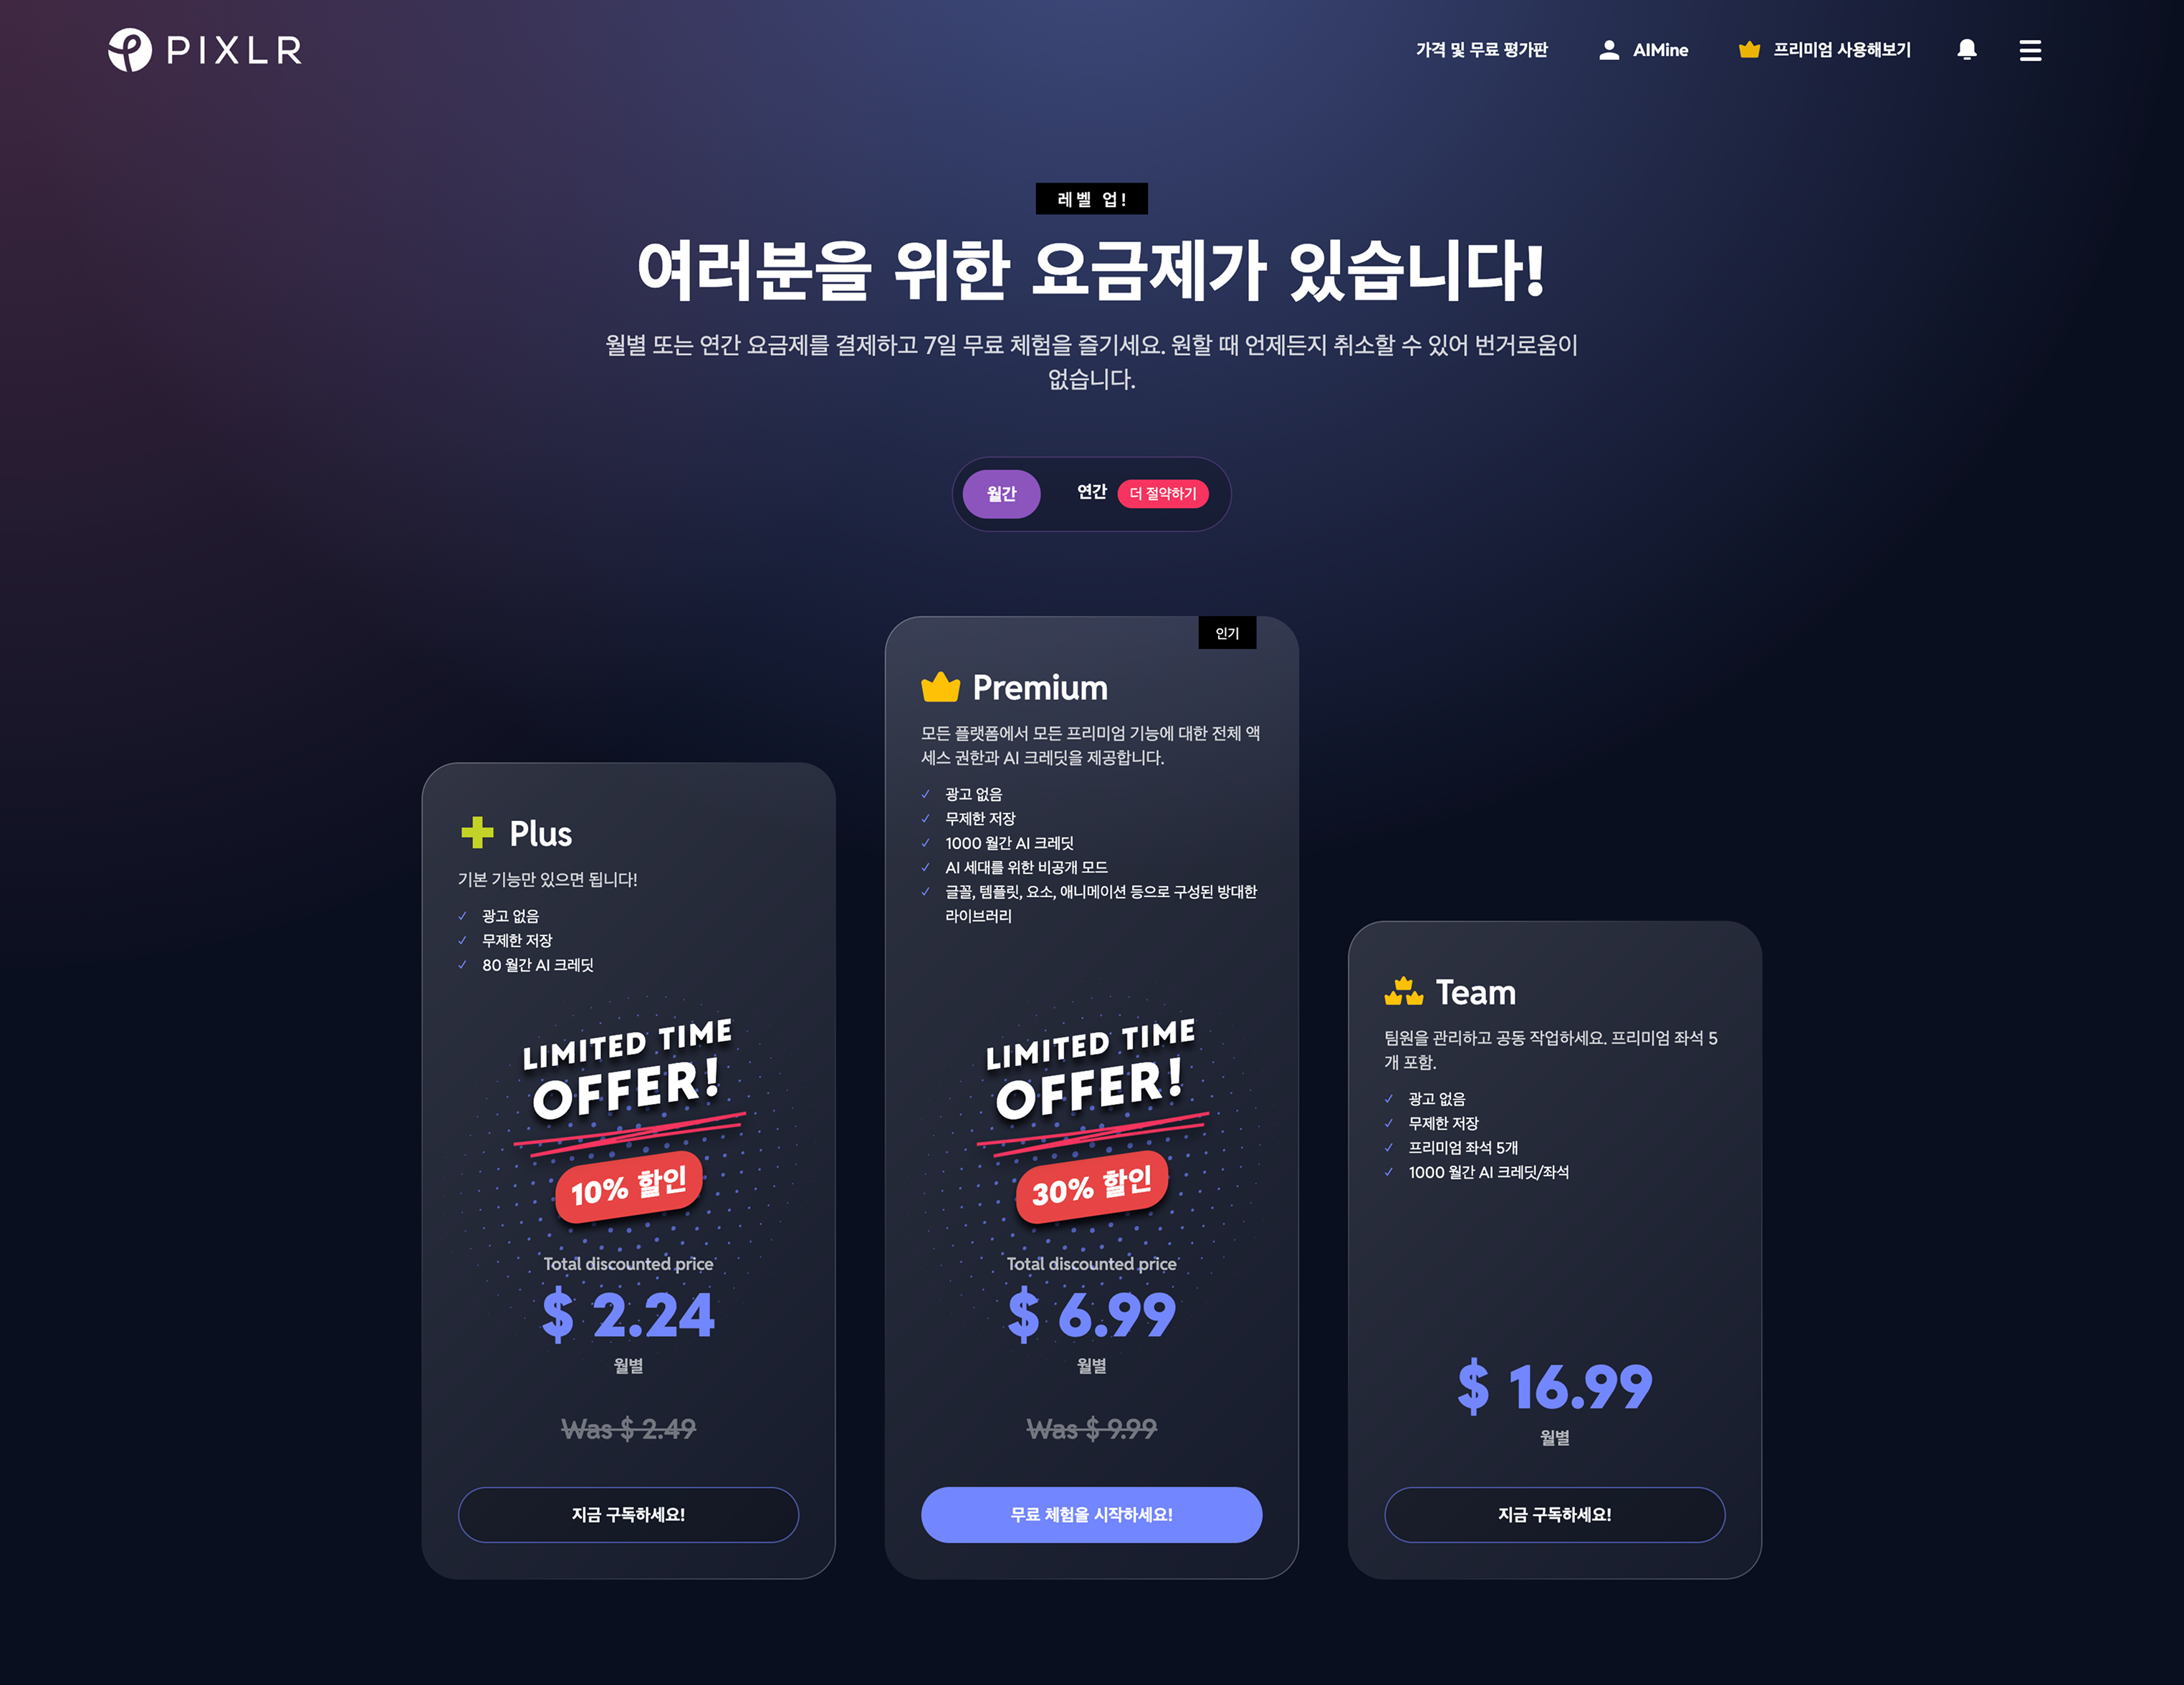 PIXLR
가격 및 무료 평가판
AIMine
프리미엄 사용해보기
레벨 업!
여러분을 위한 요금제가 있습니다!
월별 또는 연간 요금제를 결제하고 7일 무료 체험을 즐기세요. 원할 때 언제든지 취소할 수 있어 번거로움이
없습니다.
월간
연간 더 절약하기
Plus
기본 기능만 있으면 됩니다!
✓ 광고 없음
✓ 무제한 저장
✓ 80 월간 AI 크레딧
LIMITED TIME
OFFER!
10% 할인
Total discounted price
$ 2.24
월별
Was $ 2.49
지금 구독하세요!
인기
Premium
모든 플랫폼에서 모든 프리미엄 기능에 대한 전체 액
세스 권한과 AI 크레딧을 제공합니다.
✓ 광고 없음
✓ 무제한 저장
✓ 1000 월간 AI 크레딧
✓ AI 세대를 위한 비공개 모드
✓ 글꼴, 템플릿, 요소, 애니메이션 등으로 구성된 방대한
라이브러리
LIMITED TIME
OFFER!
30% 할인
Total discounted price
$ 6.99
월별
Was $ 9.99
무료 체험을 시작하세요!
Team
팀원을 관리하고 공동 작업하세요. 프리미엄 좌석 5
개 포함.
✓ 광고 없음
✓ 무제한 저장
✓ 프리미엄 좌석 5개
✓ 1000 월간 AI 크레딧/좌석
$ 16.99
월별
지금 구독하세요!